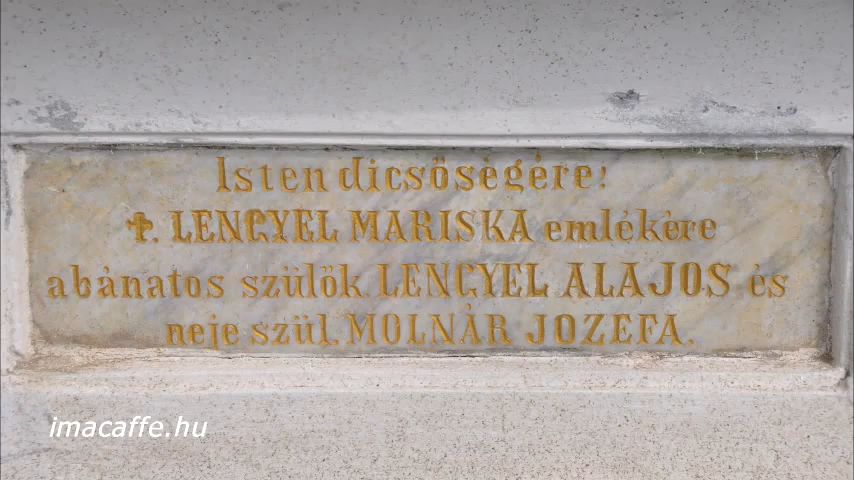 Isten dicsőségére!
✝. LENGYEL MARISKA emlékére
a bánatos szülők. LENGYEL ALAJOS és
neje szül. MOLNÁR JOZEFA.
imacaffe.hu